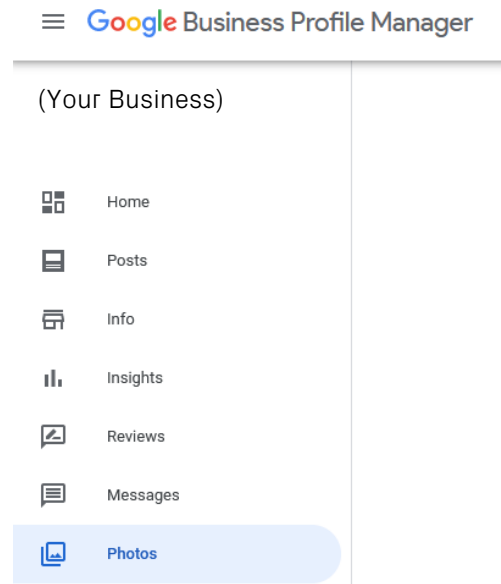 Google Business Profile Manager
(Your Business)
Home
Posts
Info
Insights
Reviews
Messages
Photos